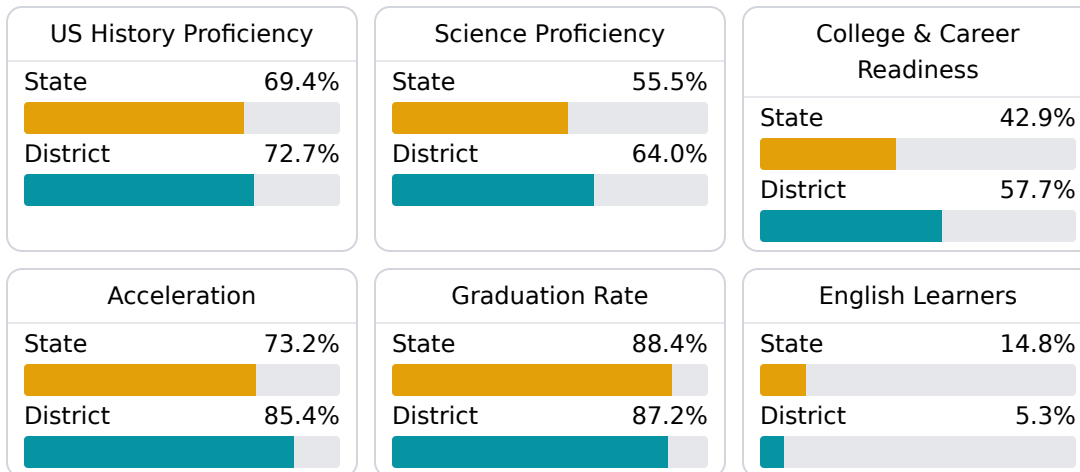 US History Proficiency
State 69.4%
District 72.7%
Science Proficiency
State 55.5%
District 64.0%
College & Career
Readiness
State 42.9%
District 57.7%
Acceleration
State 73.2%
District 85.4%
Graduation Rate
State 88.4%
District 87.2%
English Learners
State 14.8%
District 5.3%